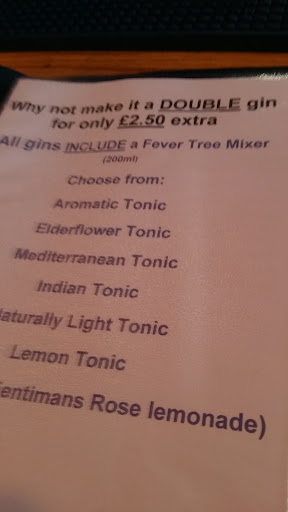 Why not make it a DOUBLE gin
for only £2.50 extra
All gins INCLUDE a Fever Tree Mixer
(200ml)
Choose from:
Aromatic Tonic
Elderflower Tonic
Mediterranean Tonic
Indian Tonic
Naturally Light Tonic
Lemon Tonic
entimans Rose lemonade)